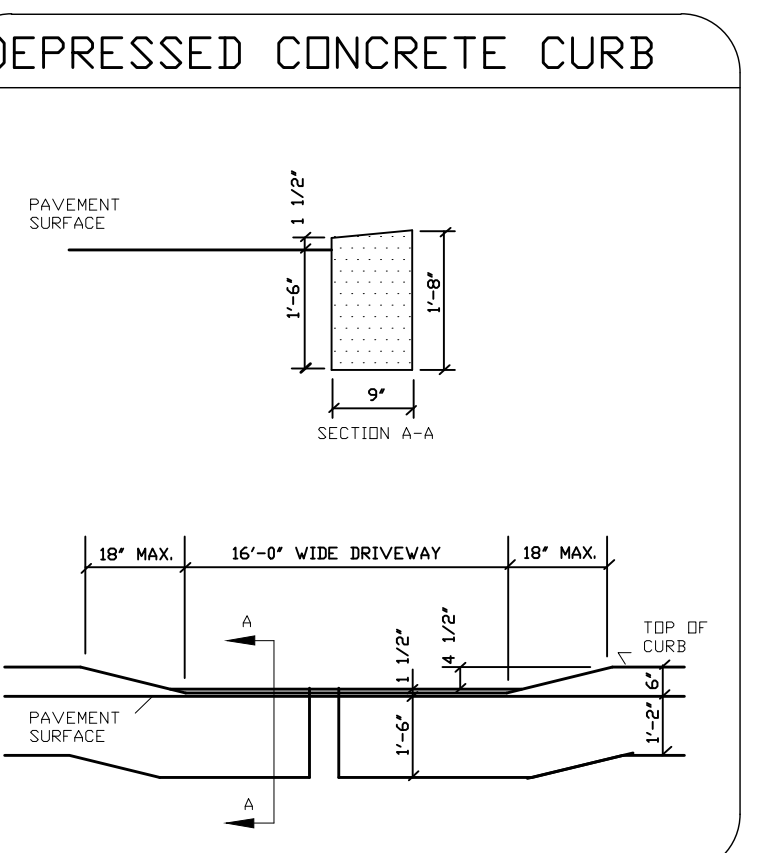 DEPRESSED CONCRETE CURB
1 1/2"
PAVEMENT
SURFACE
1'-6"
1'-8"
9"
SECTION A-A
18" MAX.
16'-0" WIDE DRIVEWAY
18" MAX.
A
1 1/2"
4 1/2"
TOP OF
CURB
6"
PAVEMENT
SURFACE
1'-6"
1'-2"
A